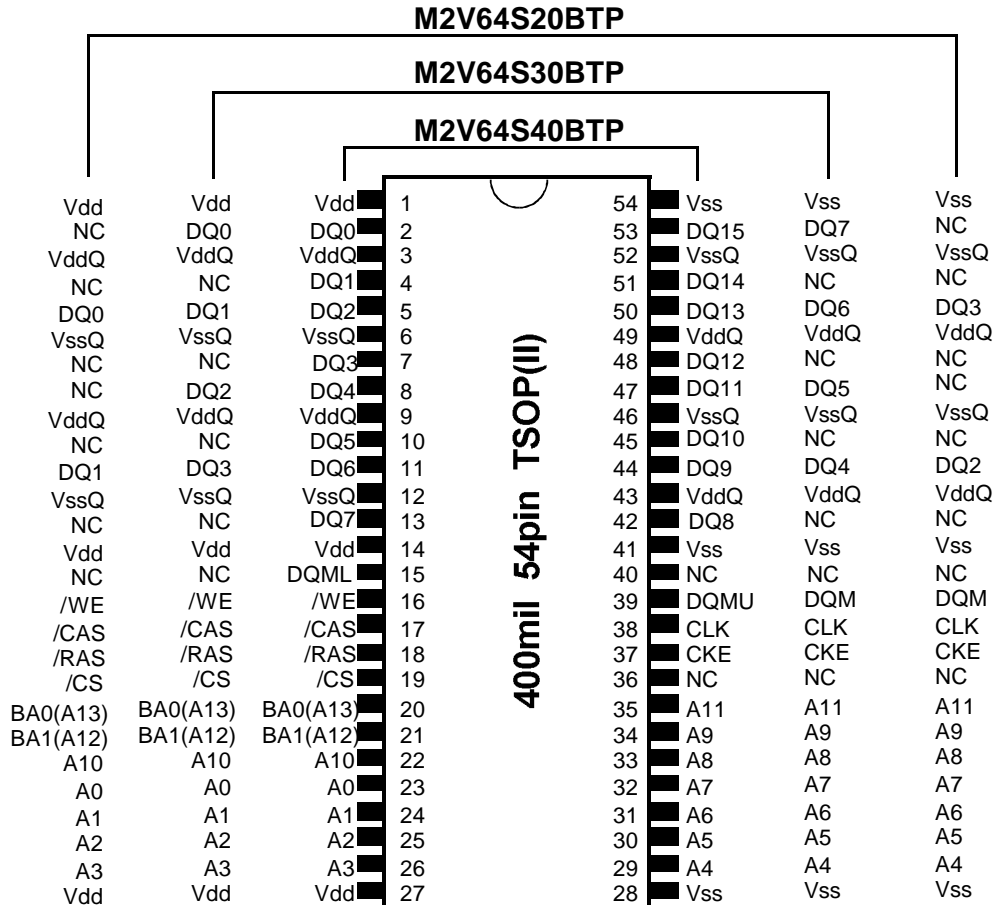 M2V64S20BTP
M2V64S30BTP
M2V64S40BTP
Vdd Vdd Vdd 1 54 Vss Vss Vss
NC DQ0 DQ0 2 53 DQ15 DQ7 NC
VddQ VddQ VddQ 3 52 VssQ VssQ VssQ
NC NC DQ1 4 51 DQ14 NC NC
DQ0 DQ1 DQ2 5 50 DQ13 DQ6 DQ3
VssQ VssQ VssQ 6 49 VddQ VddQ VddQ
NC NC DQ3 7 48 DQ12 NC NC
NC DQ2 DQ4 8 47 DQ11 DQ5 NC
VddQ VddQ VddQ 9 46 VssQ VssQ VssQ
NC NC DQ5 10 45 DQ10 NC NC
DQ1 DQ3 DQ6 11 44 DQ9 DQ4 DQ2
VssQ VssQ VssQ 12 43 VddQ VddQ VddQ
NC NC DQ7 13 42 DQ8 NC NC
Vdd Vdd Vdd 14 41 Vss Vss Vss
NC NC DQML 15 40 NC NC NC
/WE /WE /WE 16 39 DQMU DQM DQM
/CAS /CAS /CAS 17 38 CLK CLK CLK
/RAS /RAS /RAS 18 37 CKE CKE CKE
/CS /CS /CS 19 36 NC NC NC
BA0(A13) BA0(A13) BA0(A13) 20 35 A11 A11 A11
BA1(A12) BA1(A12) BA1(A12) 21 34 A9 A9 A9
A10 A10 A10 22 33 A8 A8 A8
A0 A0 A0 23 32 A7 A7 A7
A1 A1 A1 24 31 A6 A6 A6
A2 A2 A2 25 30 A5 A5 A5
A3 A3 A3 26 29 A4 A4 A4
Vdd Vdd Vdd 27 28 Vss Vss Vss
400mil 54pin TSOP(II)